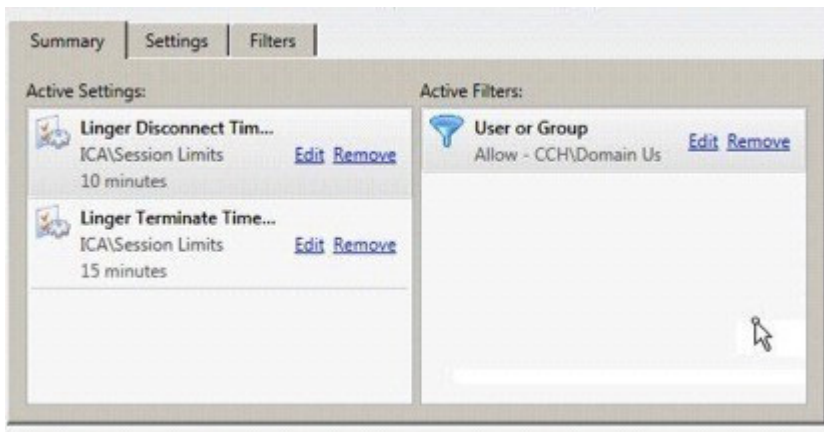 Summary Settings Filters
Active Settings:
Linger Disconnect Tim...
ICA\Session Limits Edit Remove
10 minutes
Linger Terminate Time...
ICA\Session Limits Edit Remove
15 minutes
Active Filters:
User or Group
Allow - CCH\Domain Us Edit Remove